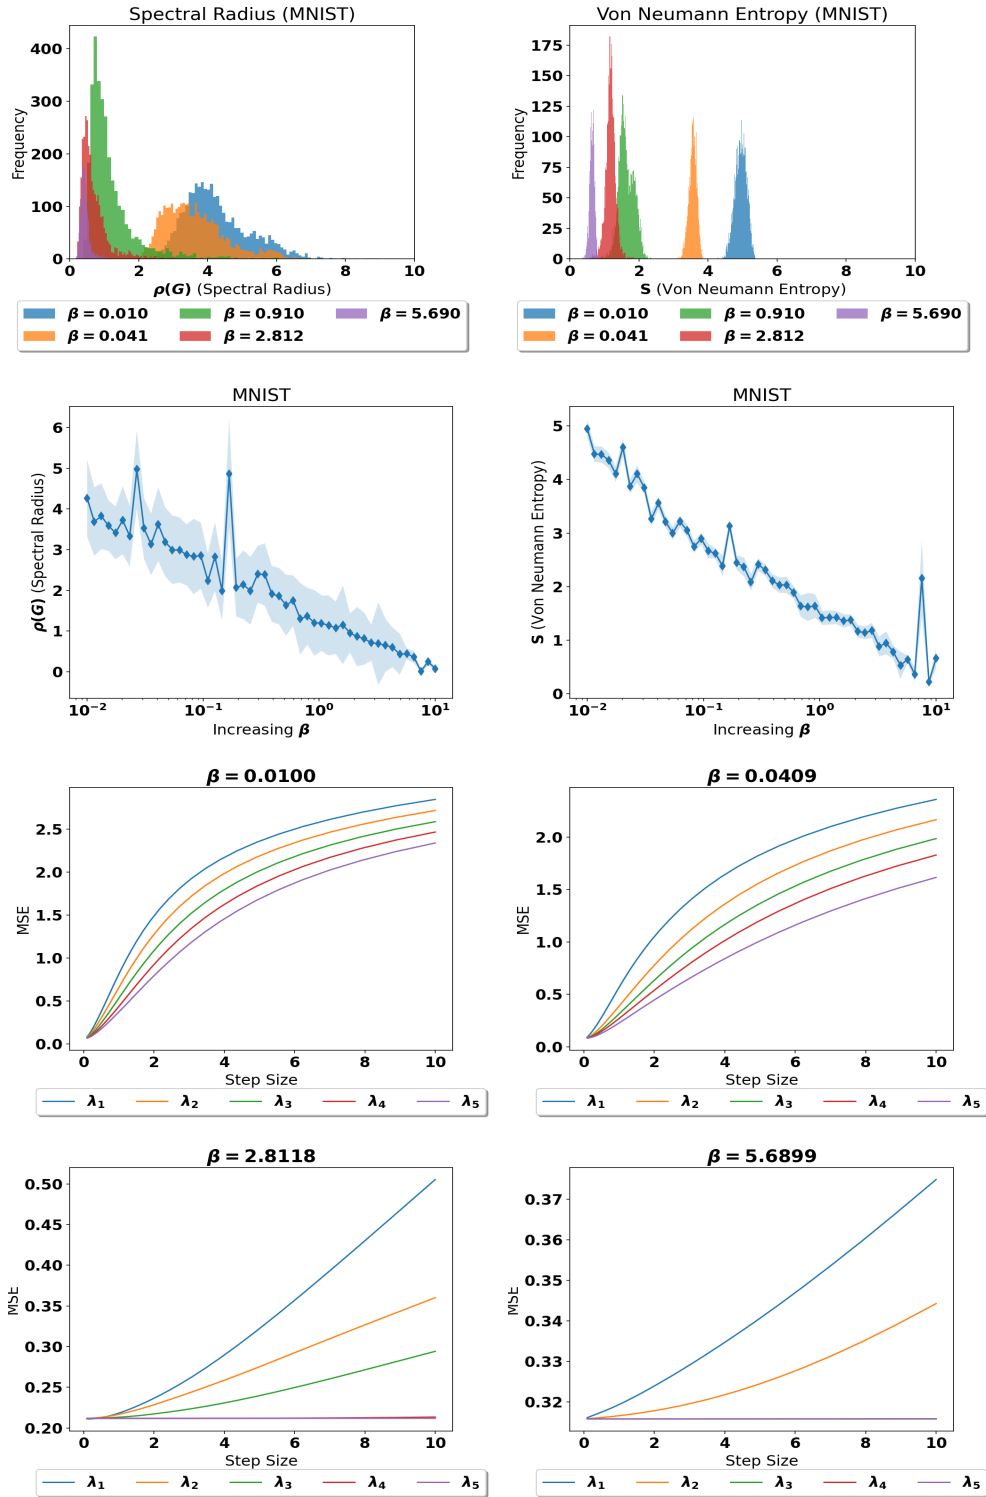 Spectral Radius (MNIST)
Frequency
400
300
200
100
0
0 2 4 6 8 10
ρ(G) (Spectral Radius)
β = 0.010 β = 0.910 β = 5.690
β = 0.041 β = 2.812
Von Neumann Entropy (MNIST)
Frequency
175
150
125
100
75
50
25
0
0 2 4 6 8 10
S (Von Neumann Entropy)
β = 0.010 β = 0.910 β = 5.690
β = 0.041 β = 2.812
MNIST
ρ(G) (Spectral Radius)
6
5
4
3
2
1
0
10⁻² 10⁻¹ 10⁰ 10¹
Increasing β
MNIST
S (Von Neumann Entropy)
5
4
3
2
1
0
10⁻² 10⁻¹ 10⁰ 10¹
Increasing β
β = 0.0100
MSE
2.5
2.0
1.5
1.0
0.5
0.0
0 2 4 6 8 10
Step Size
λ₁ λ₂ λ₃ λ₄ λ₅
β = 0.0409
MSE
2.0
1.5
1.0
0.5
0.0
0 2 4 6 8 10
Step Size
λ₁ λ₂ λ₃ λ₄ λ₅
β = 2.8118
MSE
0.50
0.45
0.40
0.35
0.30
0.25
0.20
0 2 4 6 8 10
Step Size
λ₁ λ₂ λ₃ λ₄ λ₅
β = 5.6899
MSE
0.37
0.36
0.35
0.34
0.33
0.32
0 2 4 6 8 10
Step Size
λ₁ λ₂ λ₃ λ₄ λ₅